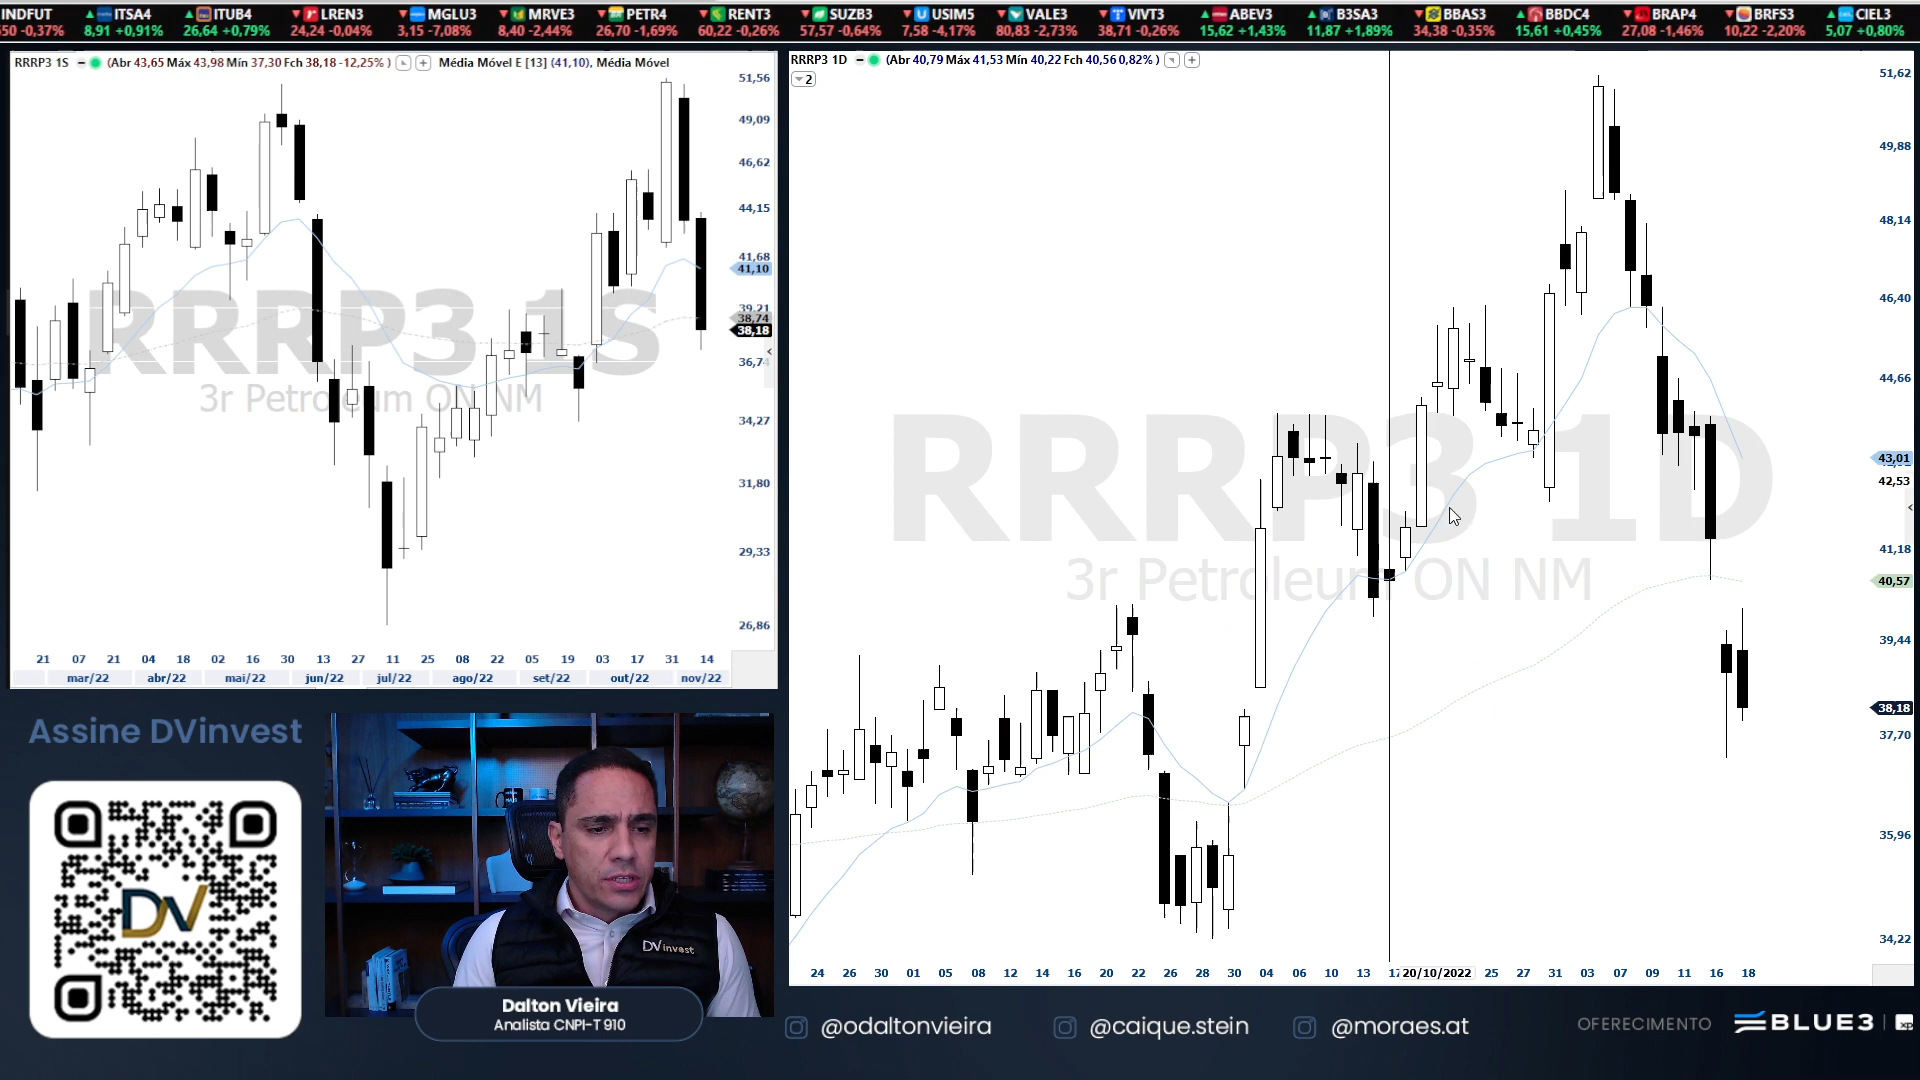 INDFUT ITSA4 ITUB4 LREN3 MGLU3 MRVE3 PETR4 RENT3 SUZB3 USIM5 VALE3 VIVT3 ABEV3 B3SA3 BBAS3 BBDC4 BRAP4 BRFS3 CIEL3
-0,37% 8,91 +0,91% 26,64 +0,79% 24,24 -0,04% 3,15 -7,08% 8,40 -2,44% 26,70 -1,69% 60,22 -0,26% 57,57 -0,64% 7,58 -4,17% 80,83 -2,73% 38,71 -0,26% 15,62 +1,43% 11,87 +1,89% 34,38 -0,35% 15,61 +0,45% 27,08 -1,46% 10,22 -2,20% 5,07 +0,80%
RRRP3 1S (Abr 43,65 Máx 43,98 Mín 37,30 Fch 38,18 -12,25% ) Média Móvel E [13] (41,10), Média Móvel
51,56
49,09
46,62
44,15
41,68
41,10
39,21
38,74
38,18
36,74
34,27
31,80
29,33
26,86
RRRP3 1S
3r Petroleum ON NM
21 07 21 04 18 02 16 30 13 27 11 25 08 22 05 19 03 17 31 14
mar/22 abr/22 mai/22 jun/22 jul/22 ago/22 set/22 out/22 nov/22
RRRP3 1D (Abr 40,79 Máx 41,53 Mín 40,22 Fch 40,56 0,82% )
2
51,62
49,88
48,14
46,40
44,66
43,01
42,53
41,18
40,57
39,44
38,18
37,70
35,96
34,22
RRRP3 1D
3r Petroleum ON NM
24 26 30 01 05 08 12 14 16 20 22 26 28 30 04 06 10 13 20/10/2022 25 27 31 03 07 09 11 16 18
Assine DVinvest
DV
DVinvest
Dalton Vieira
Analista CNPI-T 910
@odaltonvieira
@caique.stein
@moraes.at
OFERECIMENTO
BLUE3
xp